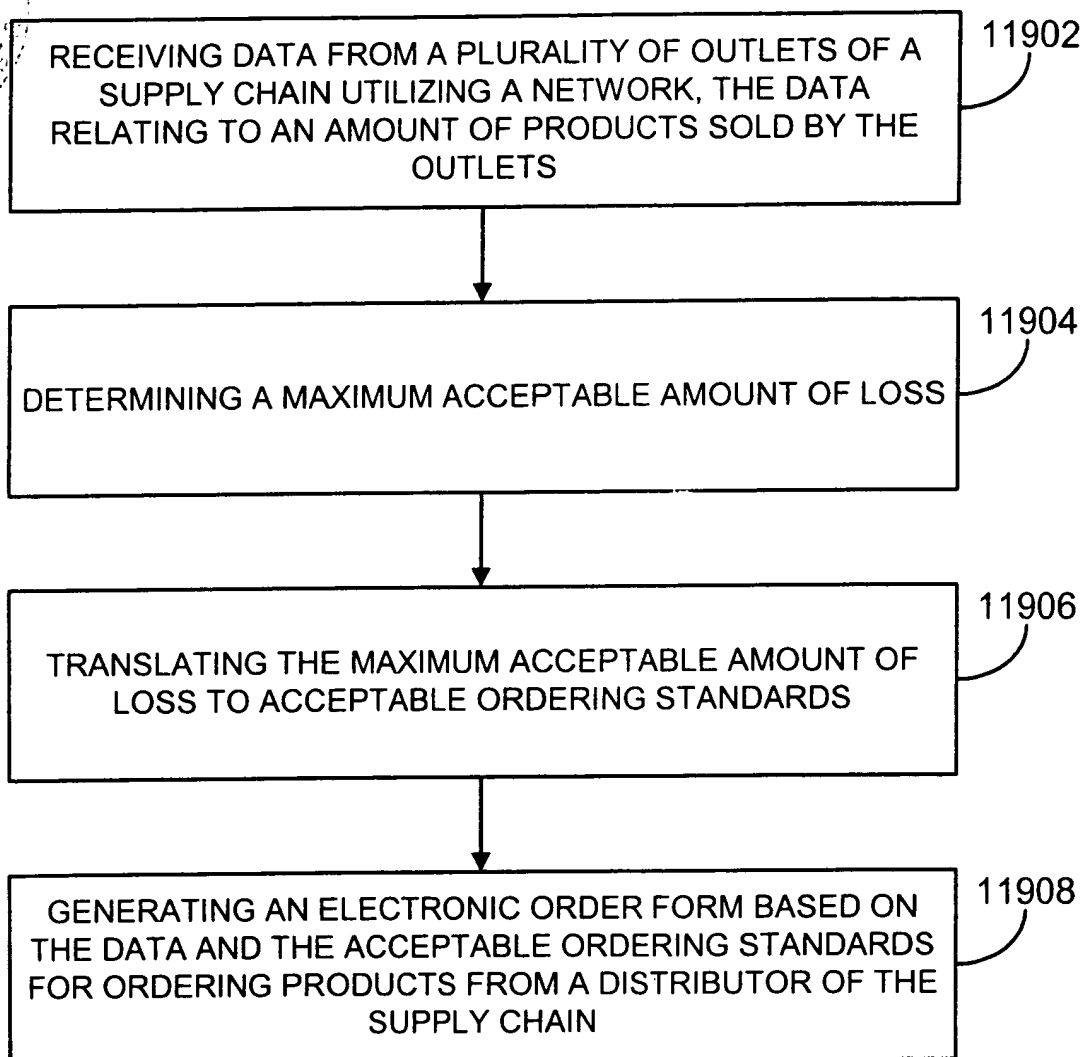 11902
RECEIVING DATA FROM A PLURALITY OF OUTLETS OF A
SUPPLY CHAIN UTILIZING A NETWORK, THE DATA
RELATING TO AN AMOUNT OF PRODUCTS SOLD BY THE
OUTLETS
11904
DETERMINING A MAXIMUM ACCEPTABLE AMOUNT OF LOSS
11906
TRANSLATING THE MAXIMUM ACCEPTABLE AMOUNT OF
LOSS TO ACCEPTABLE ORDERING STANDARDS
11908
GENERATING AN ELECTRONIC ORDER FORM BASED ON
THE DATA AND THE ACCEPTABLE ORDERING STANDARDS
FOR ORDERING PRODUCTS FROM A DISTRIBUTOR OF THE
SUPPLY CHAIN